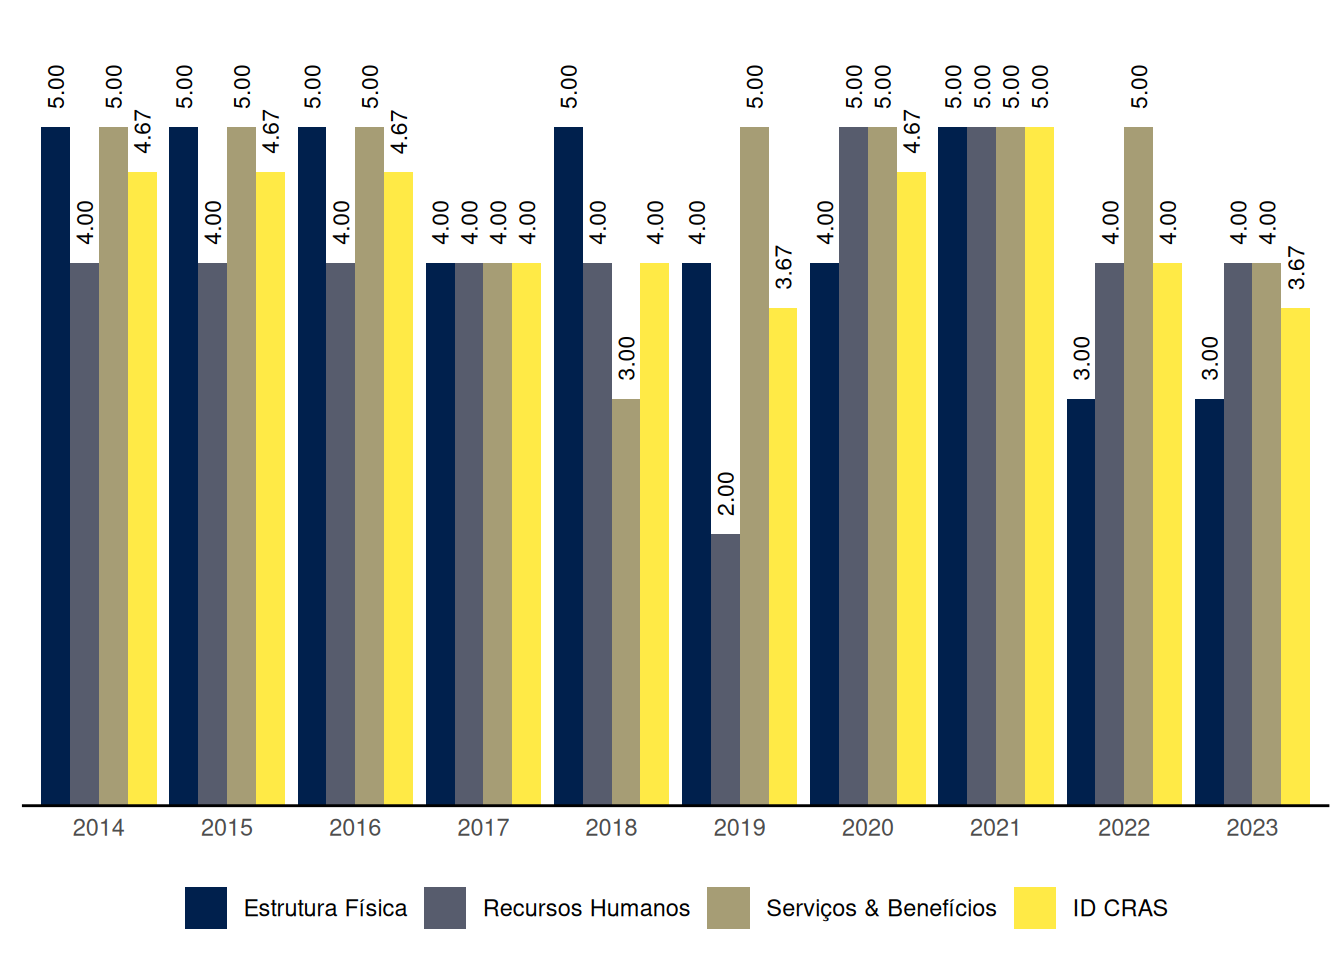 5.00 4.00 5.00 4.67 5.00 4.00 5.00 4.67 5.00 4.00 5.00 4.67 4.00 4.00 4.00 4.00 5.00 4.00 3.00 4.00 4.00 2.00 5.00 3.67 4.00 5.00 5.00 4.67 5.00 5.00 5.00 5.00 3.00 4.00 5.00 4.00 3.00 4.00 4.00 3.67
2014 2015 2016 2017 2018 2019 2020 2021 2022 2023
Estrutura Física Recursos Humanos Serviços & Benefícios ID CRAS